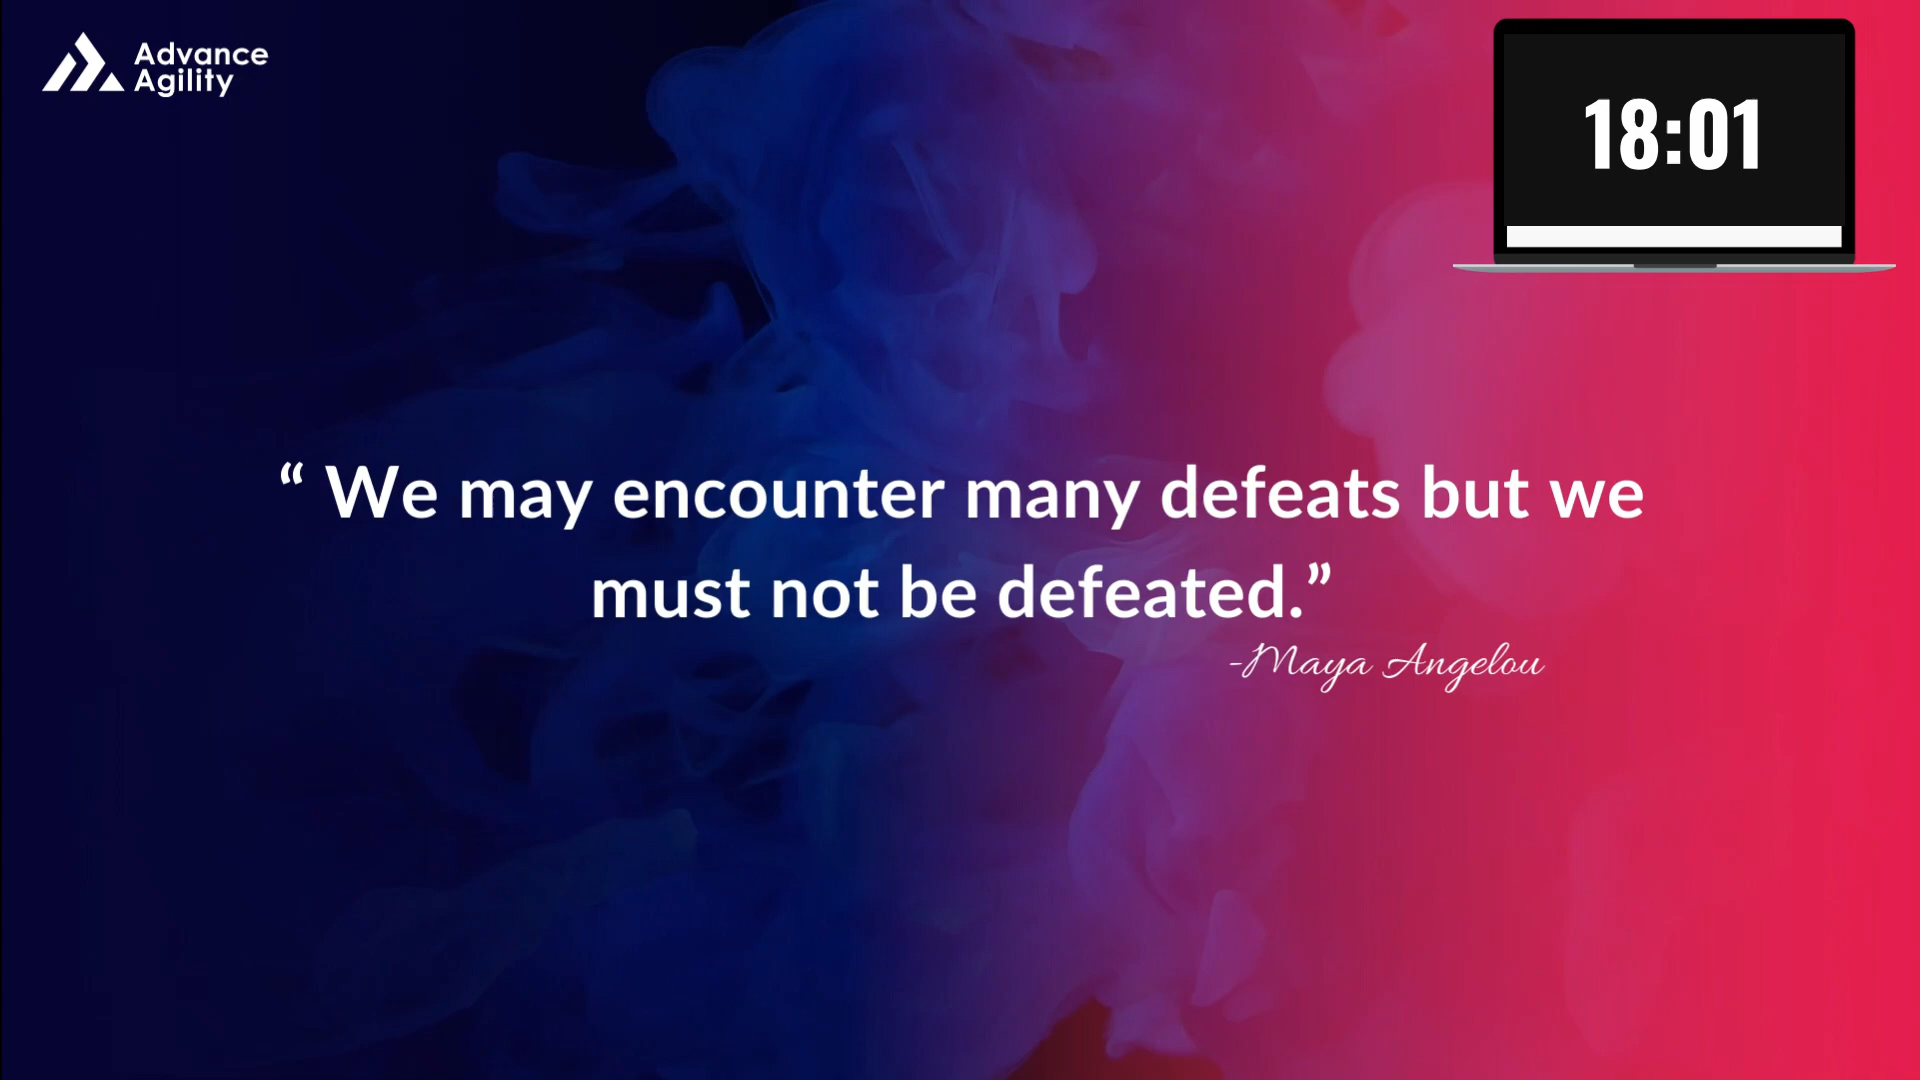 Advance
Agility
18:01
“ We may encounter many defeats but we
must not be defeated.”
-Maya Angelou